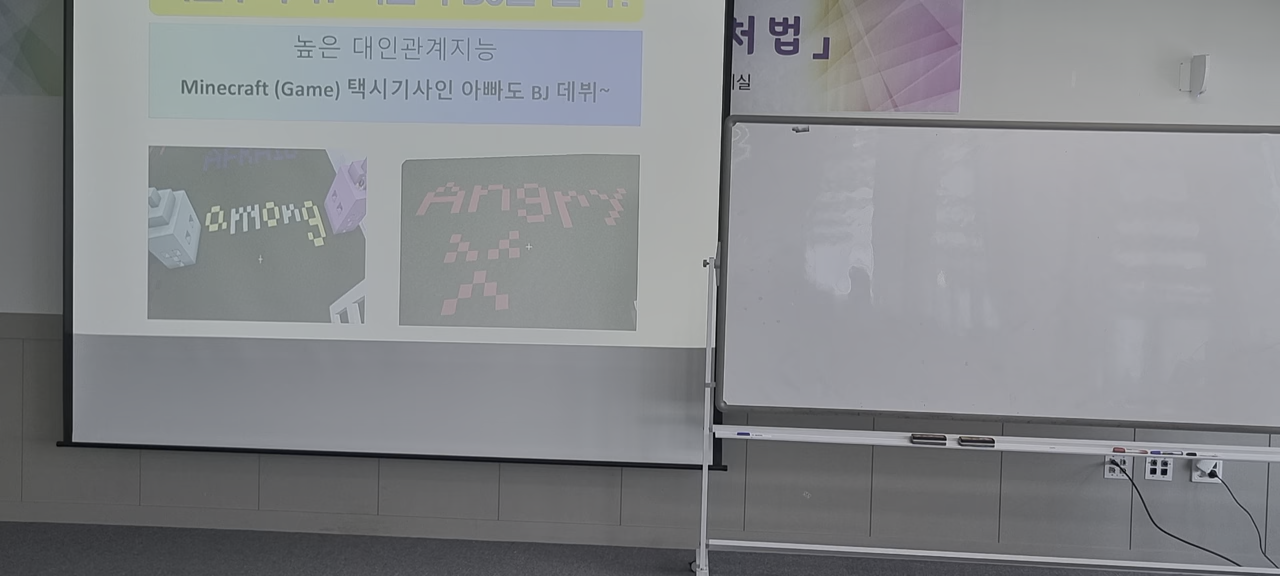 높은 대인관계지능
Minecraft (Game) 택시기사인 아빠도 BJ 데뷔~
among
Angry
처 법」